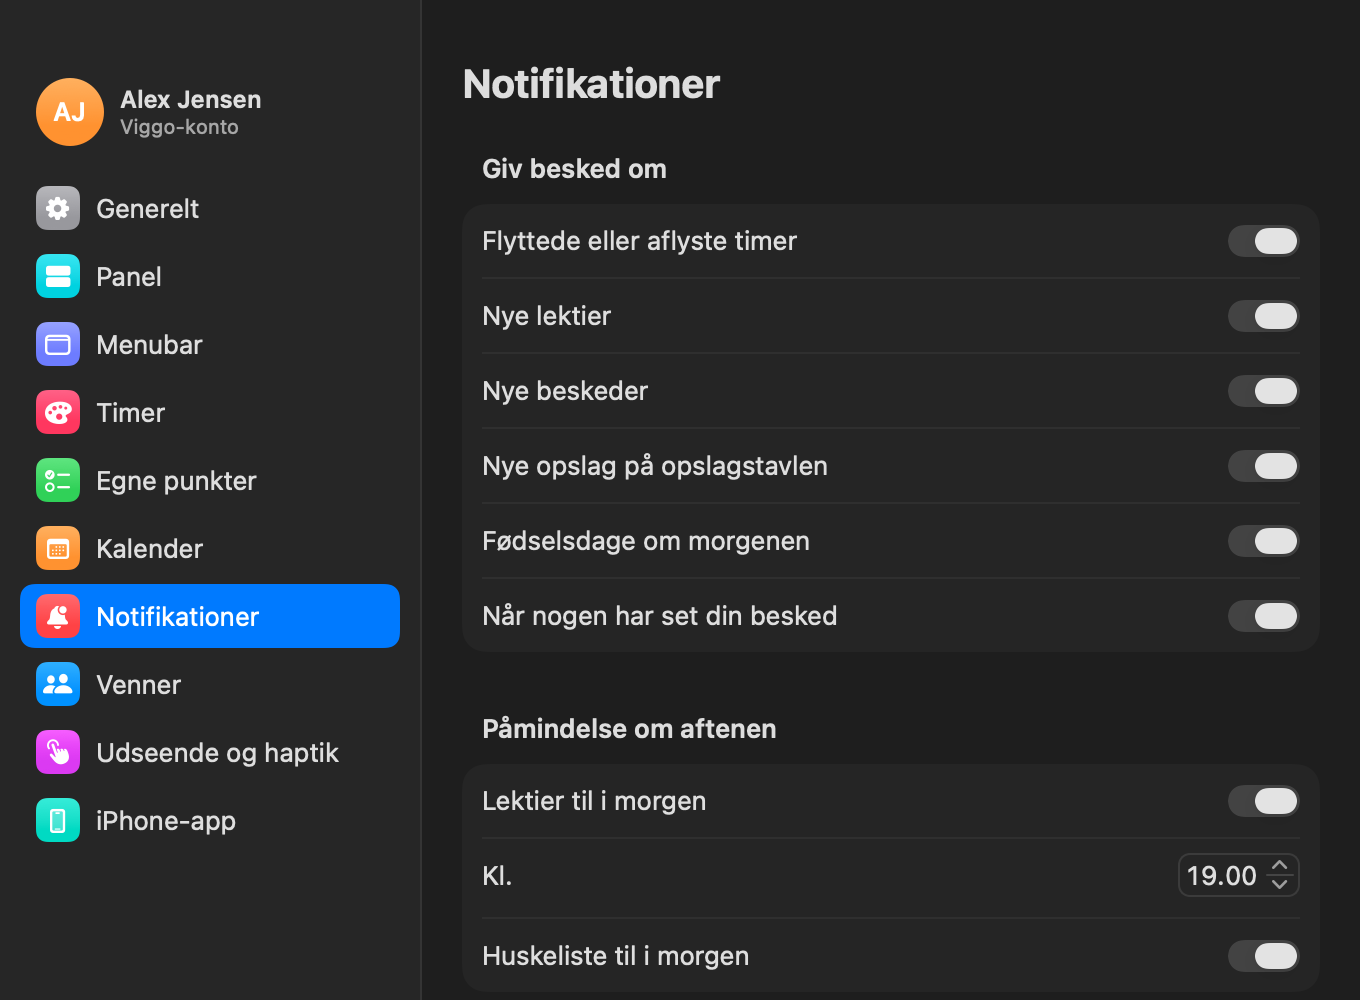 AJ
Alex Jensen
Viggo-konto
Generelt
Panel
Menubar
Timer
Egne punkter
Kalender
Notifikationer
Venner
Udseende og haptik
iPhone-app
Notifikationer
Giv besked om
Flyttede eller aflyste timer
Nye lektier
Nye beskeder
Nye opslag på opslagstavlen
Fødselsdage om morgenen
Når nogen har set din besked
Påmindelse om aftenen
Lektier til i morgen
Kl. 19.00
Huskeliste til i morgen